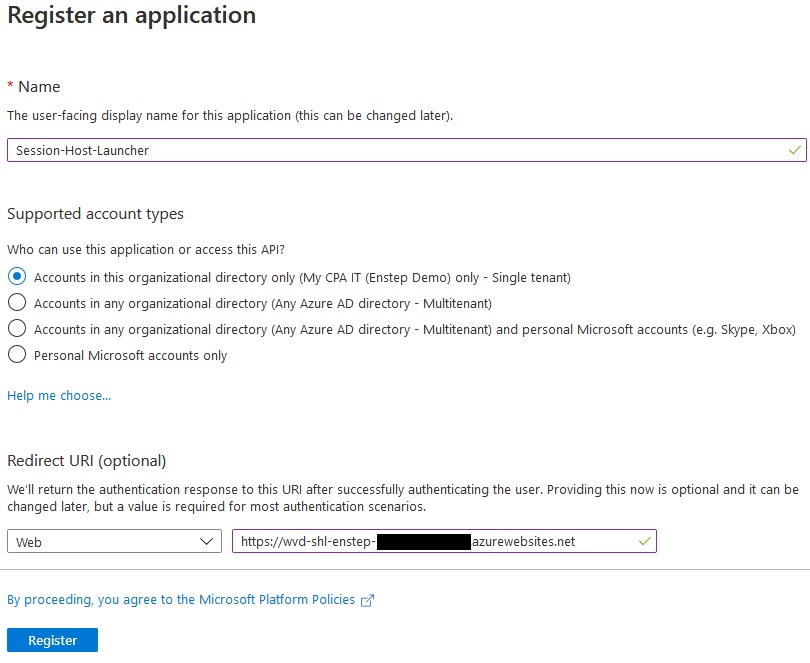 Register an application
* Name
The user-facing display name for this application (this can be changed later).
Session-Host-Launcher
Supported account types
Who can use this application or access this API?
Accounts in this organizational directory only (My CPA IT (Enstep Demo) only - Single tenant)
Accounts in any organizational directory (Any Azure AD directory - Multitenant)
Accounts in any organizational directory (Any Azure AD directory - Multitenant) and personal Microsoft accounts (e.g. Skype, Xbox)
Personal Microsoft accounts only
Help me choose...
Redirect URI (optional)
We'll return the authentication response to this URI after successfully authenticating the user. Providing this now is optional and it can be
changed later, but a value is required for most authentication scenarios.
Web https://wvd-shl-enstep- azurewebsites.net
By proceeding, you agree to the Microsoft Platform Policies
Register